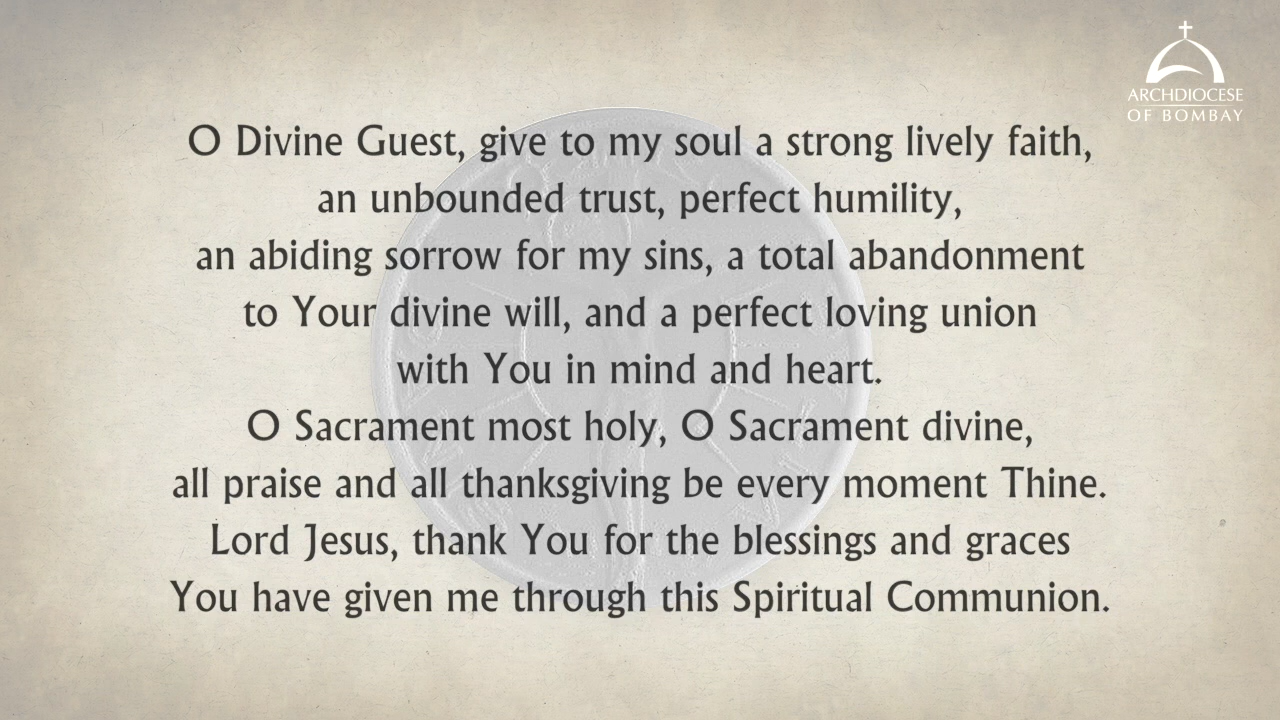 ARCHDIOCESE
OF BOMBAY
O Divine Guest, give to my soul a strong lively faith,
an unbounded trust, perfect humility,
an abiding sorrow for my sins, a total abandonment
to Your divine will, and a perfect loving union
with You in mind and heart.
O Sacrament most holy, O Sacrament divine,
all praise and all thanksgiving be every moment Thine.
Lord Jesus, thank You for the blessings and graces
You have given me through this Spiritual Communion.